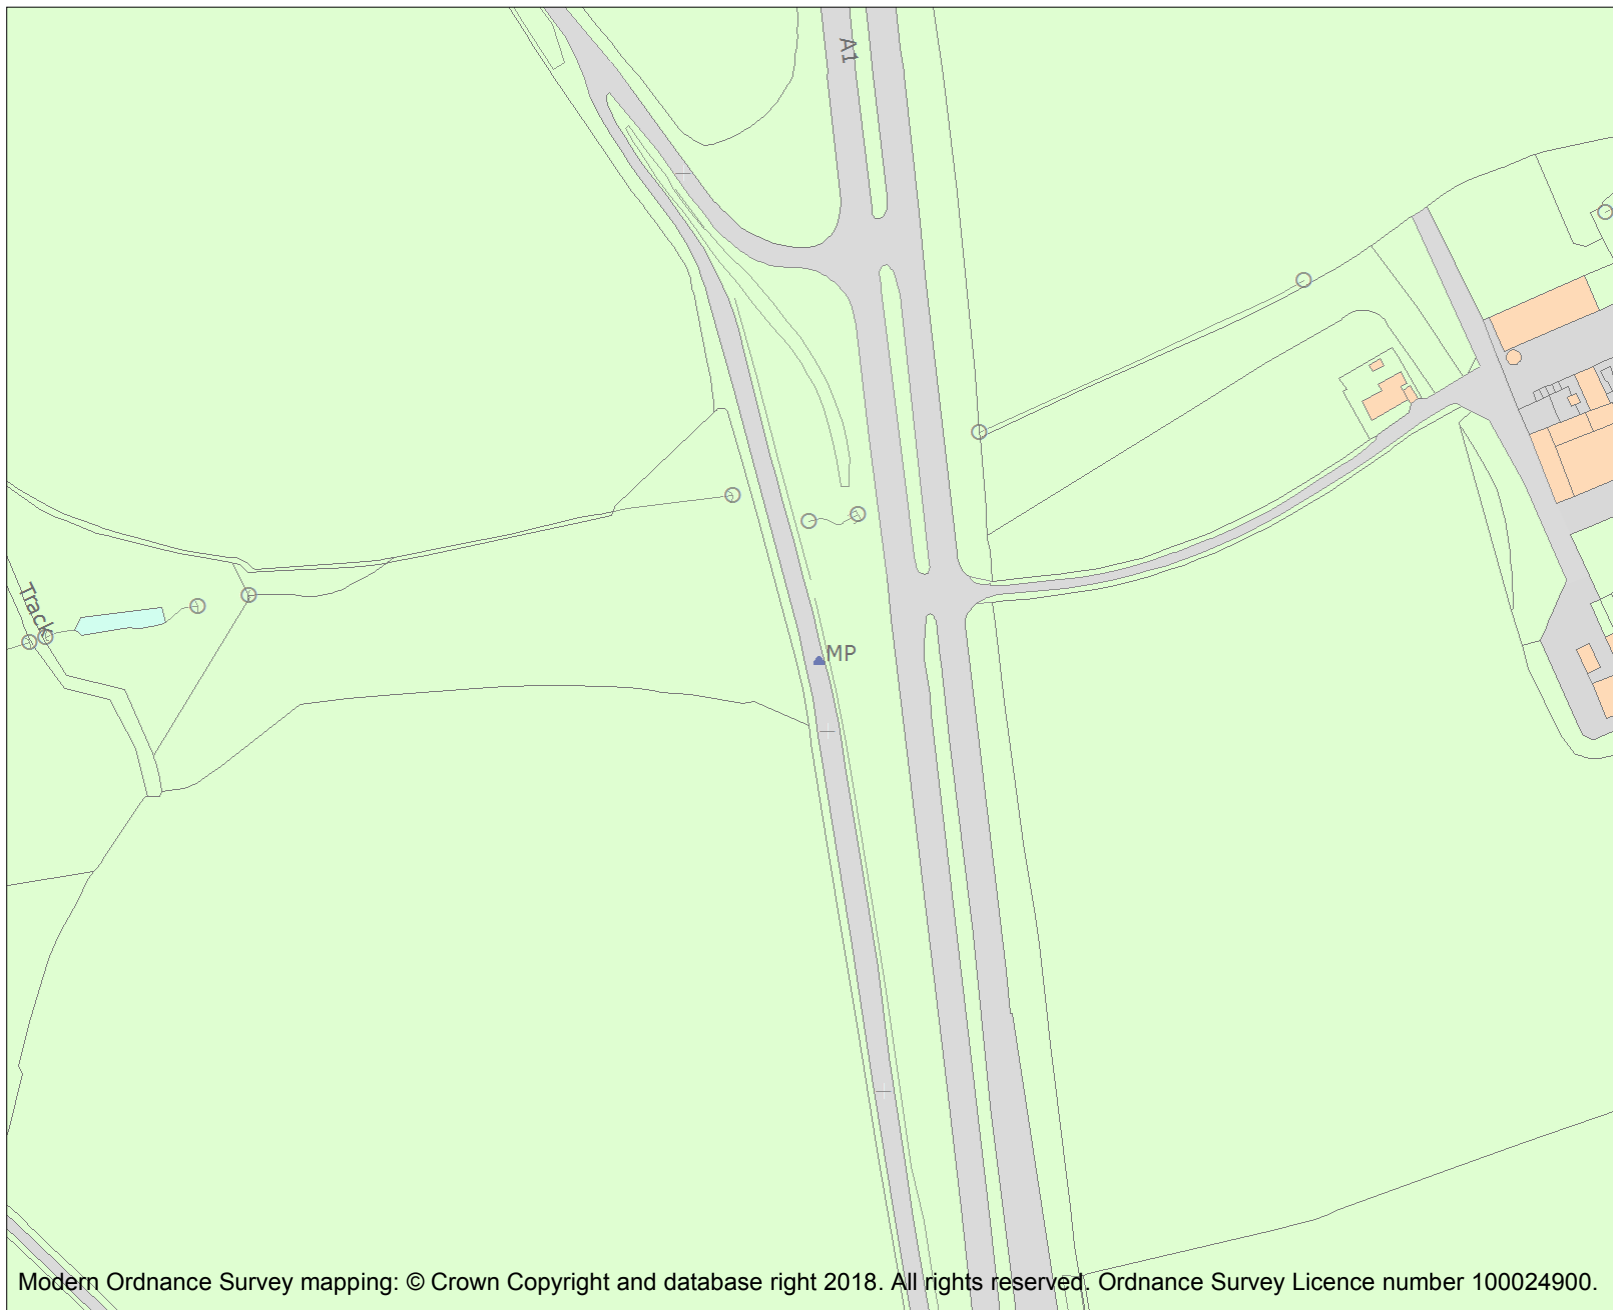 A1
Track
MP
Modern Ordnance Survey mapping: © Crown Copyright and database right 2018. All rights reserved. Ordnance Survey Licence number 100024900.